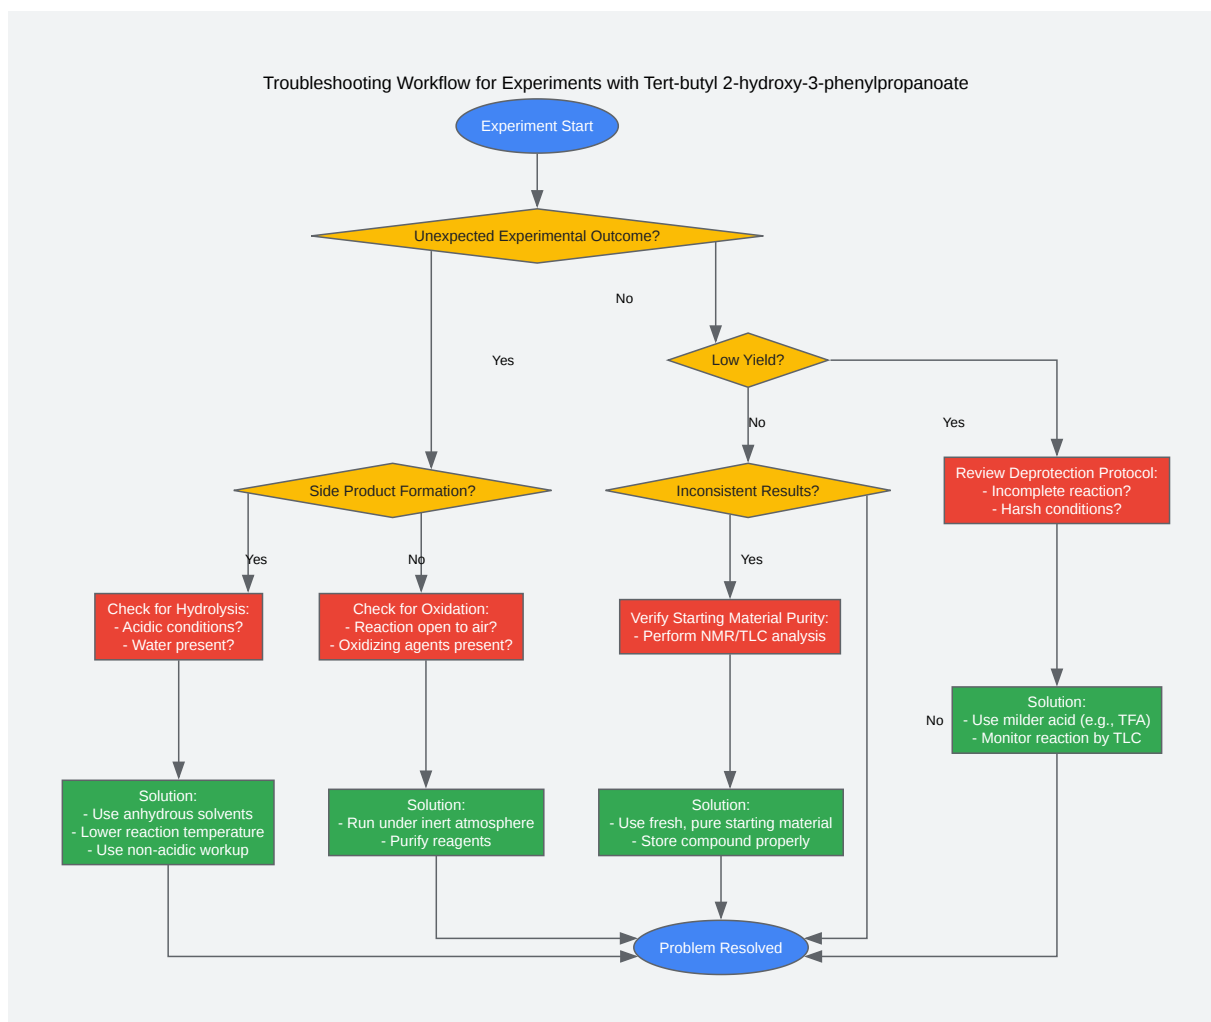 Troubleshooting Workflow for Experiments with Tert-butyl 2-hydroxy-3-phenylpropanoate
Experiment Start
Unexpected Experimental Outcome?
No
Yes
Low Yield?
No
Yes
Side Product Formation?
Inconsistent Results?
Review Deprotection Protocol:
- Incomplete reaction?
- Harsh conditions?
Yes
No
Yes
Check for Hydrolysis:
- Acidic conditions?
- Water present?
Check for Oxidation:
- Reaction open to air?
- Oxidizing agents present?
Verify Starting Material Purity:
- Perform NMR/TLC analysis
No
Solution:
- Use milder acid (e.g., TFA)
- Monitor reaction by TLC
Solution:
- Use anhydrous solvents
- Lower reaction temperature
- Use non-acidic workup
Solution:
- Run under inert atmosphere
- Purify reagents
Solution:
- Use fresh, pure starting material
- Store compound properly
Problem Resolved